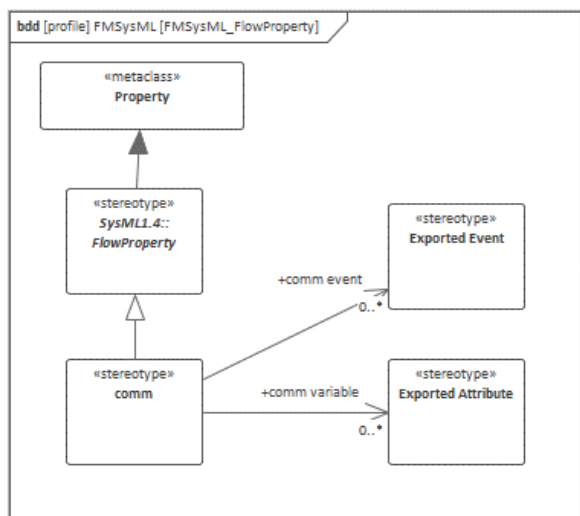 bdd [profile] FMSysML [FMSysML_FlowProperty]
«metaclass»
Property
«stereotype»
SysML1.4::
FlowProperty
«stereotype»
Exported Event
+comm event
0..*
«stereotype»
comm
«stereotype»
Exported Attribute
+comm variable
0..*